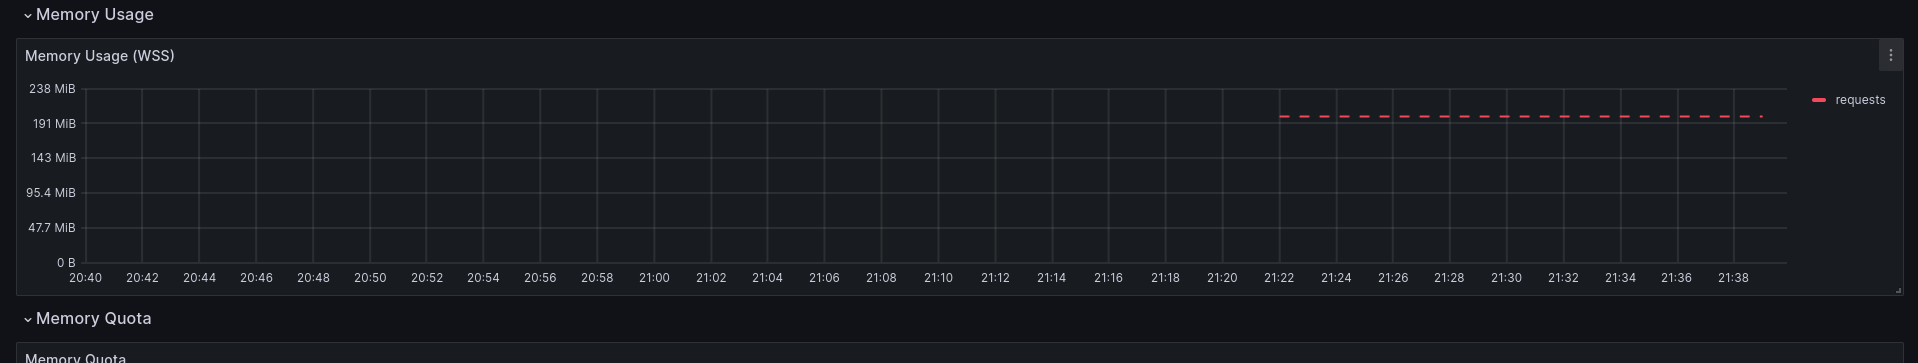 Memory Usage
Memory Usage (WSS)
238 MiB
requests
191 MiB
143 MiB
95.4 MiB
47.7 MiB
0 B
20:40 20:42 20:44 20:46 20:48 20:50 20:52 20:54 20:56 20:58 21:00 21:02 21:04 21:06 21:08 21:10 21:12 21:14 21:16 21:18 21:20 21:22 21:24 21:26 21:28 21:30 21:32 21:34 21:36 21:38
Memory Quota
Memory Quota